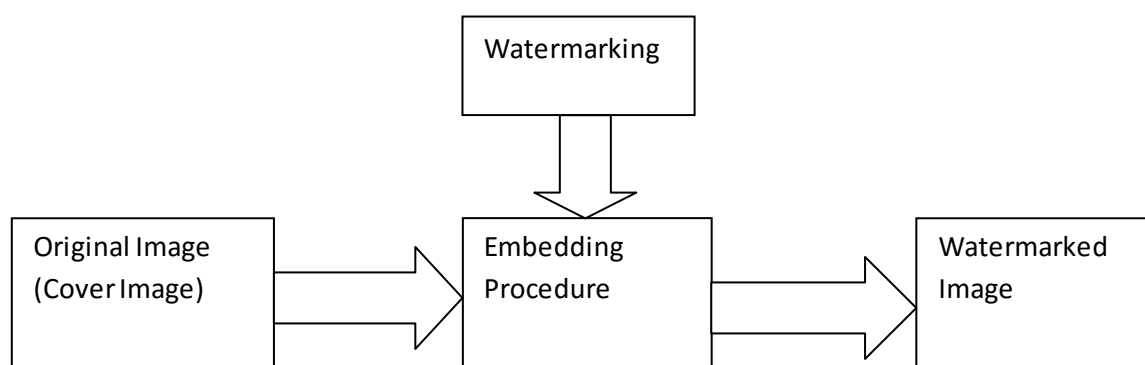 Watermarking
Original Image
(Cover Image)
Embedding
Procedure
Watermarked
Image